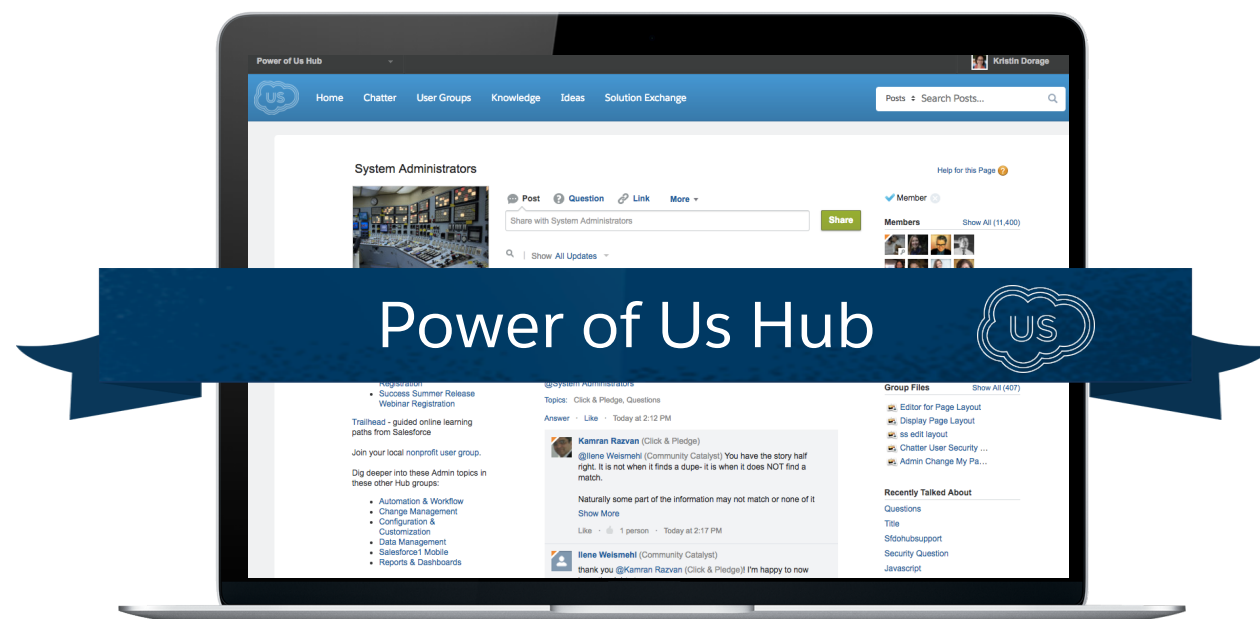 Power of Us Hub
Kristin Dorage
US
Home Chatter User Groups Knowledge Ideas Solution Exchange
Posts Search Posts...
System Administrators
Help for this Page
Post Question Link More
Share with System Administrators
Share
Show All Updates
Member
Members Show All (11,400)
Power of Us Hub
US
Registration
Success Summer Release
Webinar Registration
Trailhead - guided online learning
paths from Salesforce
Join your local nonprofit user group.
Dig deeper into these Admin topics in
these other Hub groups:
Automation & Workflow
Change Management
Configuration &
Customization
Data Management
Salesforce1 Mobile
Reports & Dashboards
@System Administrators
Topics: Click & Pledge, Questions
Answer · Like · Today at 2:12 PM
Kamran Razvan (Click & Pledge)
@Ilene Weismehl (Community Catalyst) You have the story half
right. It is not when it finds a dupe- it is when it does NOT find a
match.
Naturally some part of the information may not match or none of it
Show More
Like · 1 person · Today at 2:17 PM
Ilene Weismehl (Community Catalyst)
thank you @Kamran Razvan (Click & Pledge)! I'm happy to now
Group Files Show All (407)
Editor for Page Layout
Display Page Layout
ss edit layout
Chatter User Security ...
Admin Change My Pa...
Recently Talked About
Questions
Title
Sfdohubsupport
Security Question
Javascript